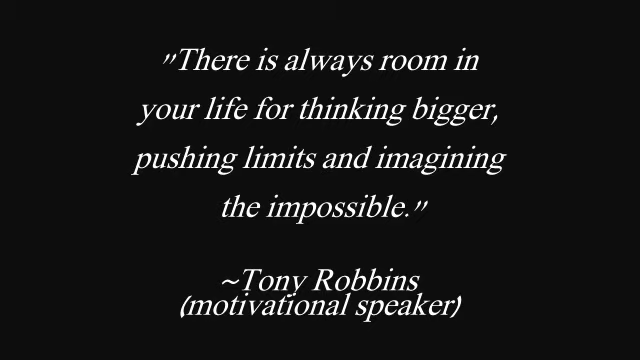 "There is always room in
your life for thinking bigger,
pushing limits and imagining
the impossible."
~Tony Robbins
(motivational speaker)